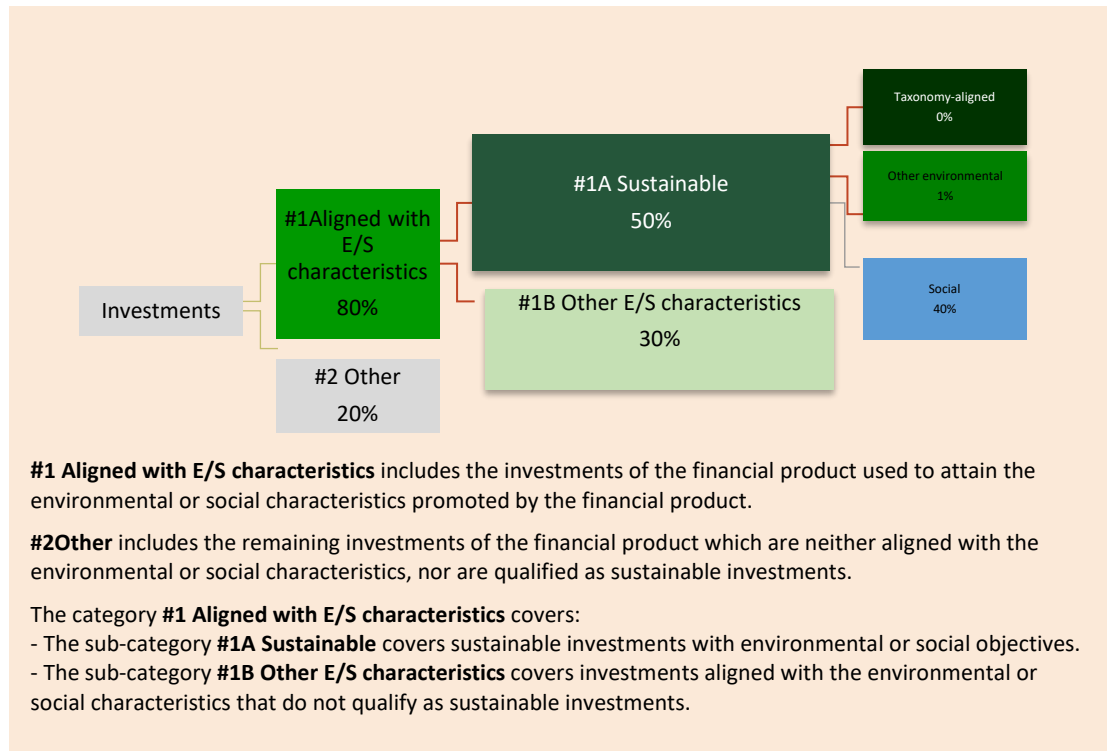 Taxonomy-aligned
0%
#1A Sustainable
50%
Other environmental
1%
#1Aligned with
E/S
characteristics
80%
Social
40%
Investments
#1B Other E/S characteristics
30%
#2 Other
20%
#1 Aligned with E/S characteristics includes the investments of the financial product used to attain the
environmental or social characteristics promoted by the financial product.
#2Other includes the remaining investments of the financial product which are neither aligned with the
environmental or social characteristics, nor are qualified as sustainable investments.
The category #1 Aligned with E/S characteristics covers:
- The sub-category #1A Sustainable covers sustainable investments with environmental or social objectives.
- The sub-category #1B Other E/S characteristics covers investments aligned with the environmental or
social characteristics that do not qualify as sustainable investments.